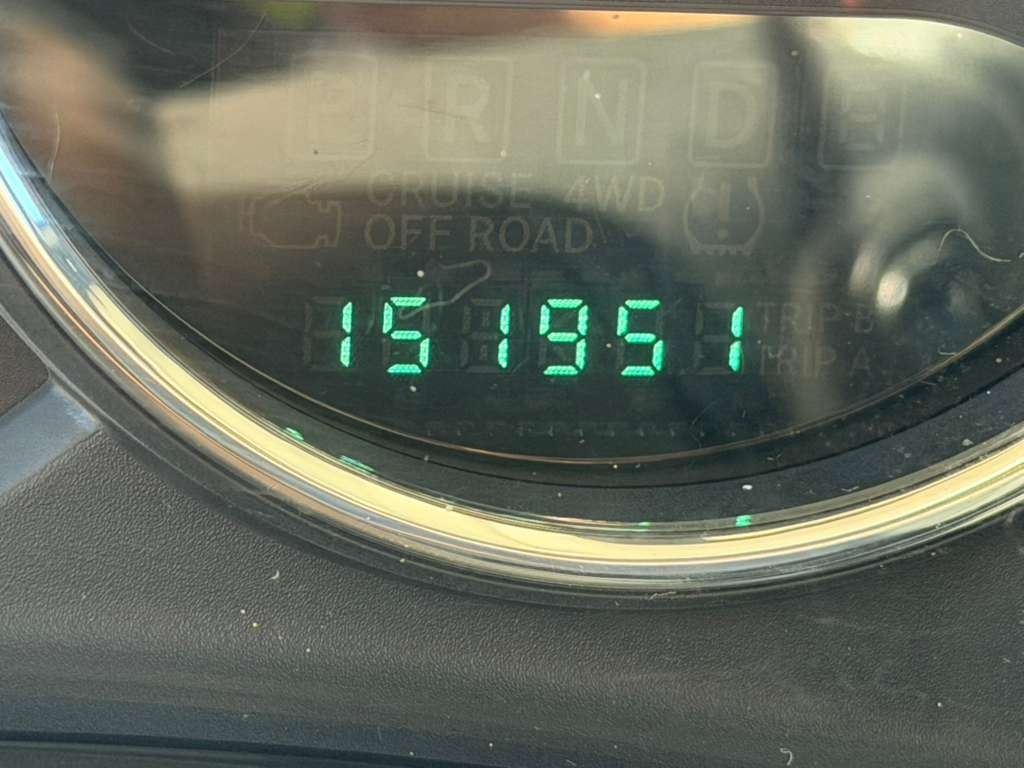 P R N D
CRUISE 4WD
OFF ROAD
151951
TRIP B
TRIP A